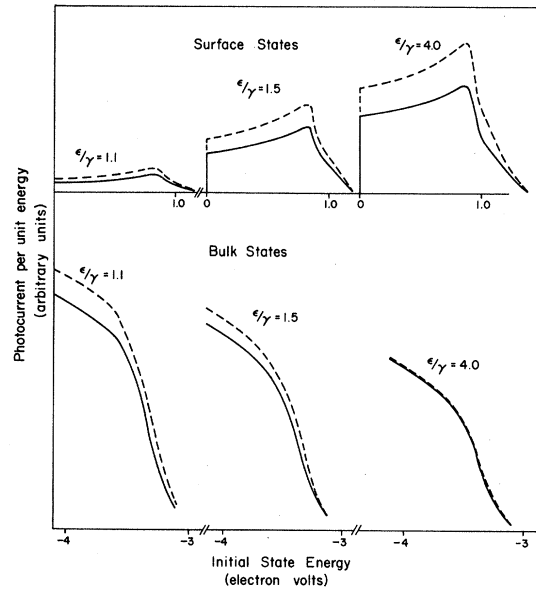 Surface States
ϵ/γ = 4.0
ϵ/γ = 1.5
ϵ/γ = 1.1
1.0
0
1.0
0
1.0
Photocurrent per unit energy
(arbitrary units)
Bulk States
ϵ/γ = 1.1
ϵ/γ = 1.5
ϵ/γ = 4.0
-4
-3
-4
-3
-4
-3
Initial State Energy
(electron volts)